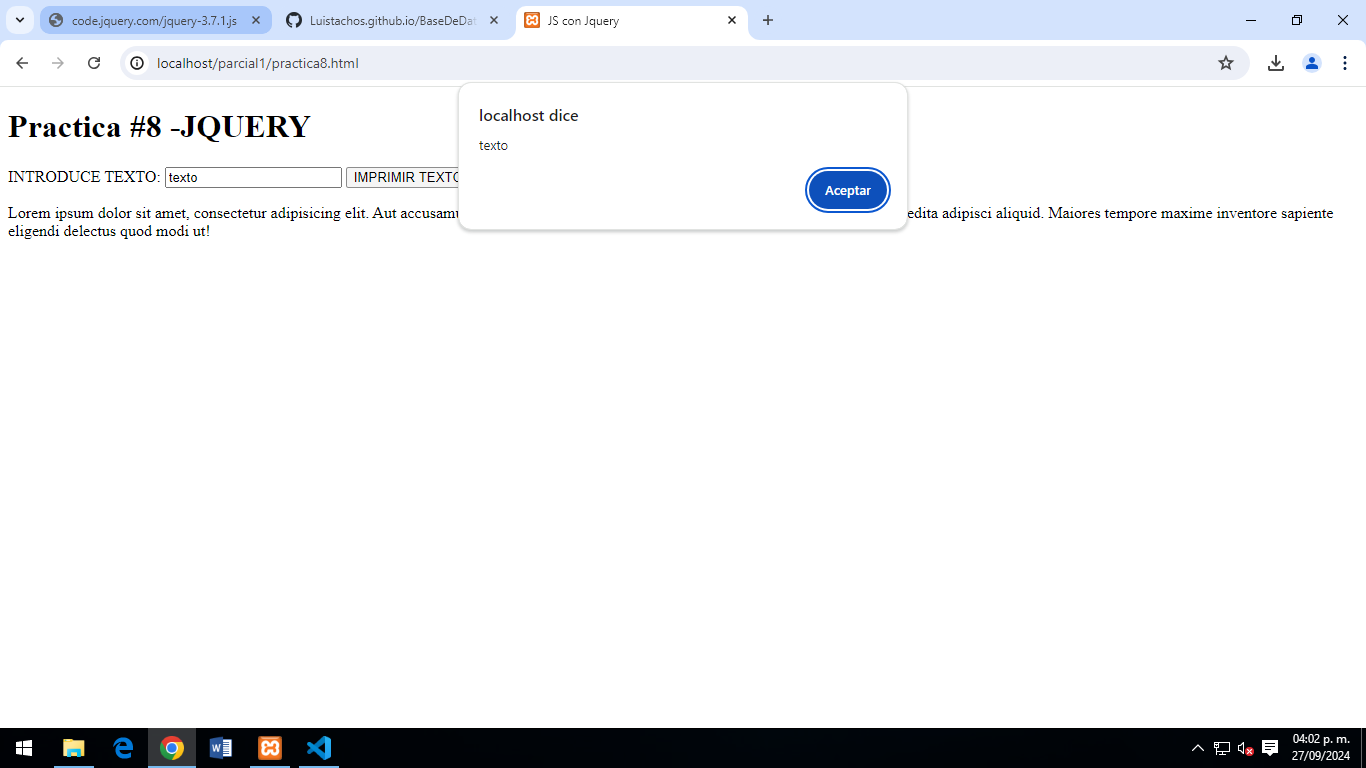 code.jquery.com/jquery-3.7.1.js
Luistachos.github.io/BaseDeDat
JS con Jquery
localhost/parcial1/practica8.html
localhost dice
texto
Aceptar
Practica #8 -JQUERY
INTRODUCE TEXTO: texto IMPRIMIR TEXTO
Lorem ipsum dolor sit amet, consectetur adipisicing elit. Aut accusamu edita adipisci aliquid. Maiores tempore maxime inventore sapiente
eligendi delectus quod modi ut!
04:02 p. m.
27/09/2024